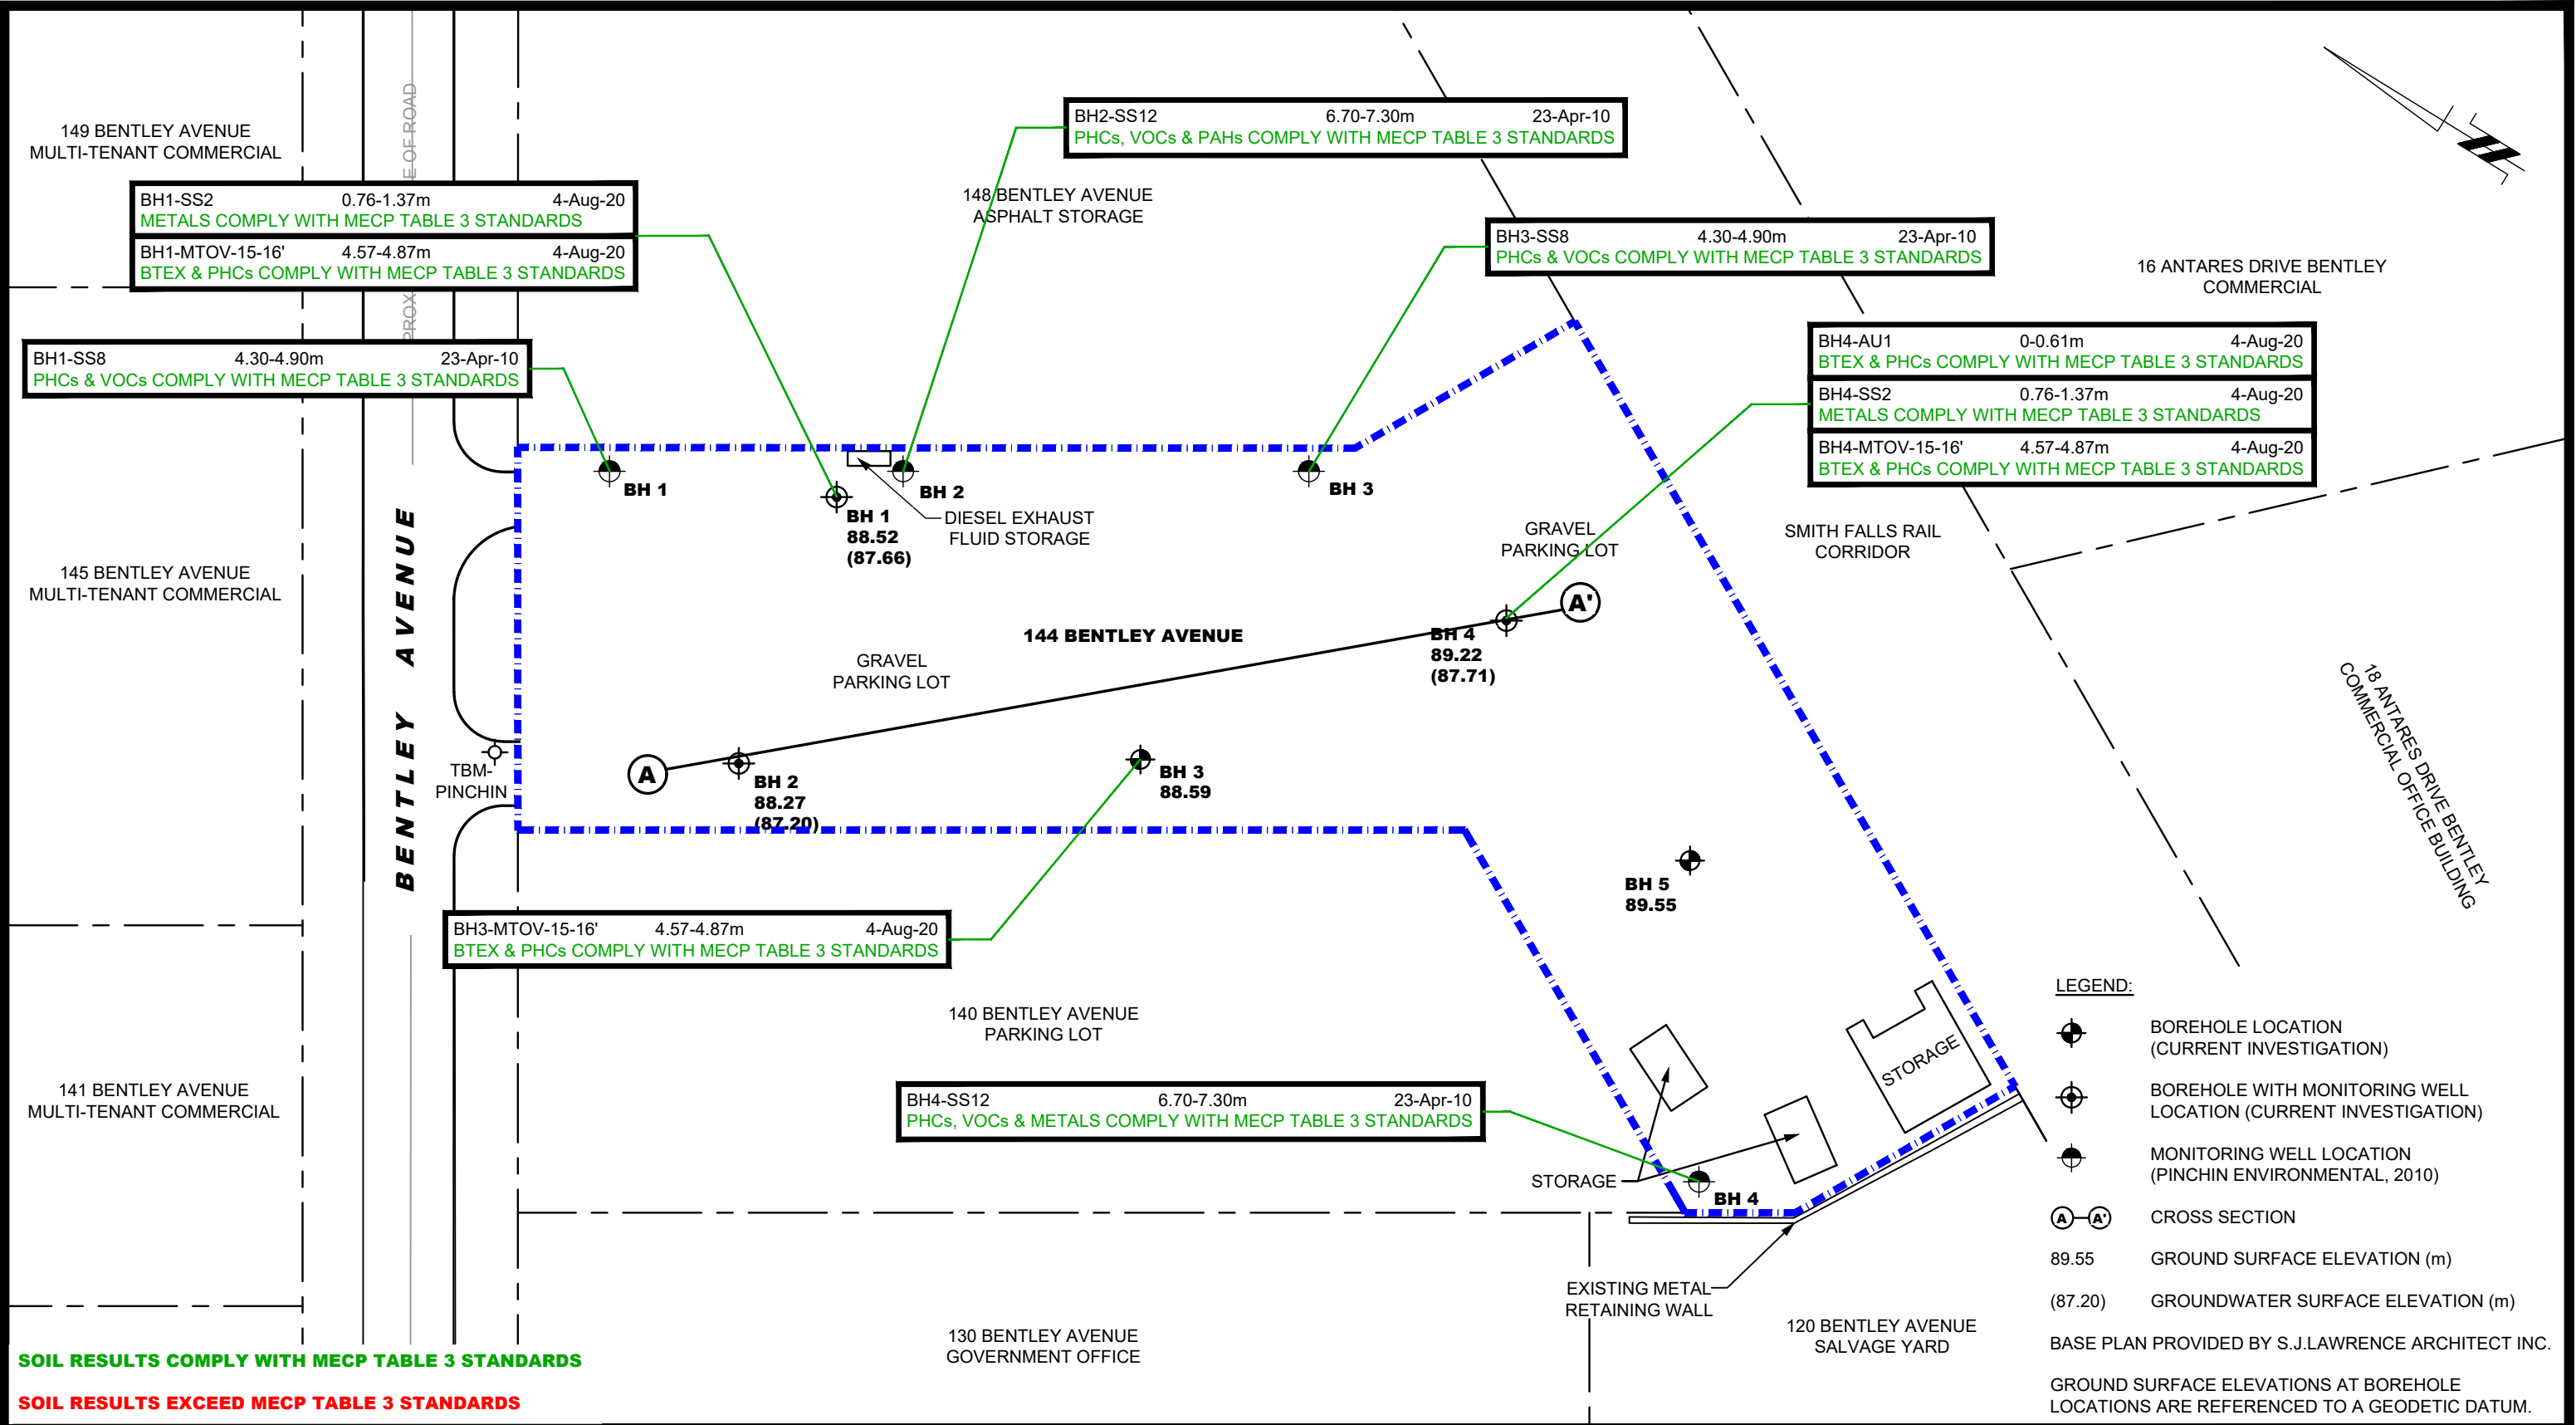 149 BENTLEY AVENUE
MULTI-TENANT COMMERCIAL
E OF ROAD
PROX
BH1-SS2 0.76-1.37m 4-Aug-20
METALS COMPLY WITH MECP TABLE 3 STANDARDS
BH1-MTOV-15-16' 4.57-4.87m 4-Aug-20
BTEX & PHCs COMPLY WITH MECP TABLE 3 STANDARDS
BH1-SS8 4.30-4.90m 23-Apr-10
PHCs & VOCs COMPLY WITH MECP TABLE 3 STANDARDS
BH2-SS12 6.70-7.30m 23-Apr-10
PHCs, VOCs & PAHs COMPLY WITH MECP TABLE 3 STANDARDS
148 BENTLEY AVENUE
ASPHALT STORAGE
BH3-SS8 4.30-4.90m 23-Apr-10
PHCs & VOCs COMPLY WITH MECP TABLE 3 STANDARDS
16 ANTARES DRIVE BENTLEY
COMMERCIAL
BH4-AU1 0-0.61m 4-Aug-20
BTEX & PHCs COMPLY WITH MECP TABLE 3 STANDARDS
BH4-SS2 0.76-1.37m 4-Aug-20
METALS COMPLY WITH MECP TABLE 3 STANDARDS
BH4-MTOV-15-16' 4.57-4.87m 4-Aug-20
BTEX & PHCs COMPLY WITH MECP TABLE 3 STANDARDS
BH 1
BH 1
88.52
(87.66)
BH 2
DIESEL EXHAUST
FLUID STORAGE
BH 3
GRAVEL
PARKING LOT
SMITH FALLS RAIL
CORRIDOR
145 BENTLEY AVENUE
MULTI-TENANT COMMERCIAL
BENTLEY AVENUE
144 BENTLEY AVENUE
A'
BH 4
89.22
(87.71)
GRAVEL
PARKING LOT
18 ANTARES DRIVE BENTLEY
COMMERCIAL OFFICE BUILDING
TBM-
PINCHIN
A
BH 2
88.27
(87.20)
BH 3
88.59
BH 5
89.55
BH3-MTOV-15-16' 4.57-4.87m 4-Aug-20
BTEX & PHCs COMPLY WITH MECP TABLE 3 STANDARDS
140 BENTLEY AVENUE
PARKING LOT
141 BENTLEY AVENUE
MULTI-TENANT COMMERCIAL
BH4-SS12 6.70-7.30m 23-Apr-10
PHCs, VOCs & METALS COMPLY WITH MECP TABLE 3 STANDARDS
STORAGE
STORAGE
BH 4
EXISTING METAL
RETAINING WALL
130 BENTLEY AVENUE
GOVERNMENT OFFICE
120 BENTLEY AVENUE
SALVAGE YARD
LEGEND:
BOREHOLE LOCATION
(CURRENT INVESTIGATION)
BOREHOLE WITH MONITORING WELL
LOCATION (CURRENT INVESTIGATION)
MONITORING WELL LOCATION
(PINCHIN ENVIRONMENTAL, 2010)
A A' CROSS SECTION
89.55 GROUND SURFACE ELEVATION (m)
(87.20) GROUNDWATER SURFACE ELEVATION (m)
BASE PLAN PROVIDED BY S.J.LAWRENCE ARCHITECT INC.
GROUND SURFACE ELEVATIONS AT BOREHOLE
LOCATIONS ARE REFERENCED TO A GEODETIC DATUM.
SOIL RESULTS COMPLY WITH MECP TABLE 3 STANDARDS
SOIL RESULTS EXCEED MECP TABLE 3 STANDARDS